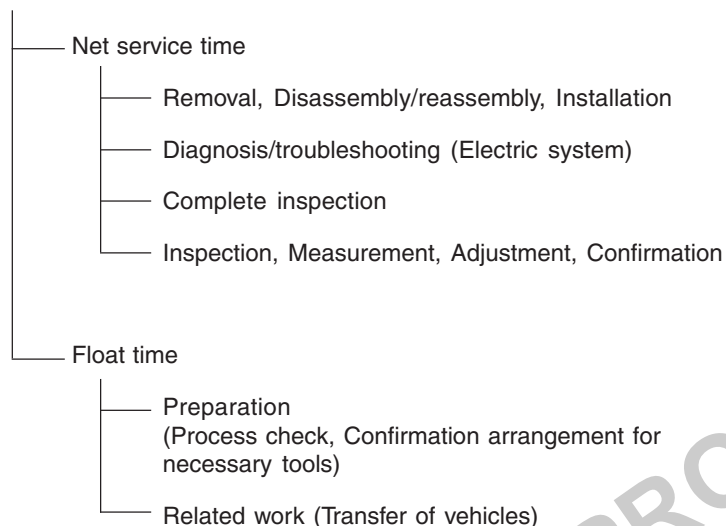 Net service time
Removal, Disassembly/reassembly, Installation
Diagnosis/troubleshooting (Electric system)
Complete inspection
Inspection, Measurement, Adjustment, Confirmation
Float time
Preparation
(Process check, Confirmation arrangement for
necessary tools)
Related work (Transfer of vehicles)
PRO